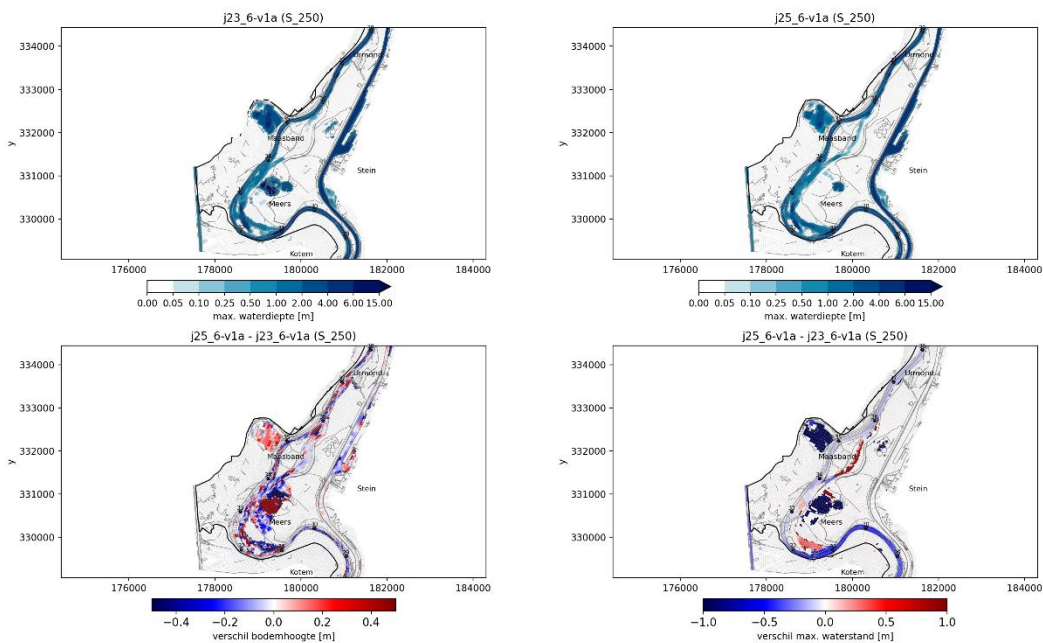 j23_6-v1a (S_250)
334000
333000
332000
331000
330000
y
Urmond
Maasband
Stein
Meers
Kotem
176000 178000 180000 182000 184000
0.00 0.05 0.10 0.25 0.50 1.00 2.00 4.00 6.00 15.00
max. waterdiepte [m]
j25_6-v1a (S_250)
334000
333000
332000
331000
330000
y
Urmond
Maasband
Stein
Meers
Kotem
176000 178000 180000 182000 184000
0.00 0.05 0.10 0.25 0.50 1.00 2.00 4.00 6.00 15.00
max. waterdiepte [m]
j25_6-v1a - j23_6-v1a (S_250)
334000
333000
332000
331000
330000
y
Urmond
Maasband
Stein
Meers
Kotem
176000 178000 180000 182000 184000
−0.4 −0.2 0.0 0.2 0.4
verschil bodemhoogte [m]
j25_6-v1a - j23_6-v1a (S_250)
334000
333000
332000
331000
330000
y
Urmond
Maasband
Stein
Meers
Kotem
176000 178000 180000 182000 184000
−1.0 −0.5 0.0 0.5 1.0
verschil max. waterstand [m]